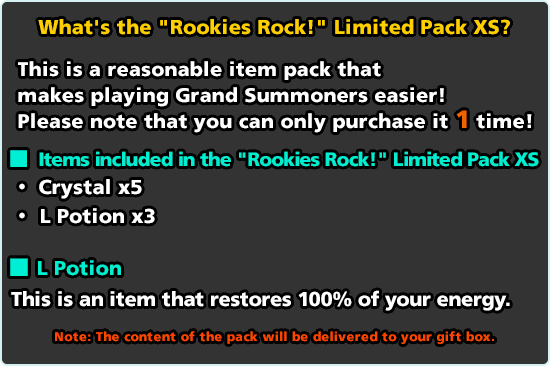 What's the "Rookies Rock!" Limited Pack XS?
This is a reasonable item pack that
makes playing Grand Summoners easier!
Please note that you can only purchase it 1 time!
■ Items included in the "Rookies Rock!" Limited Pack XS
• Crystal x5
• L Potion x3
■ L Potion
This is an item that restores 100% of your energy.
Note: The content of the pack will be delivered to your gift box.